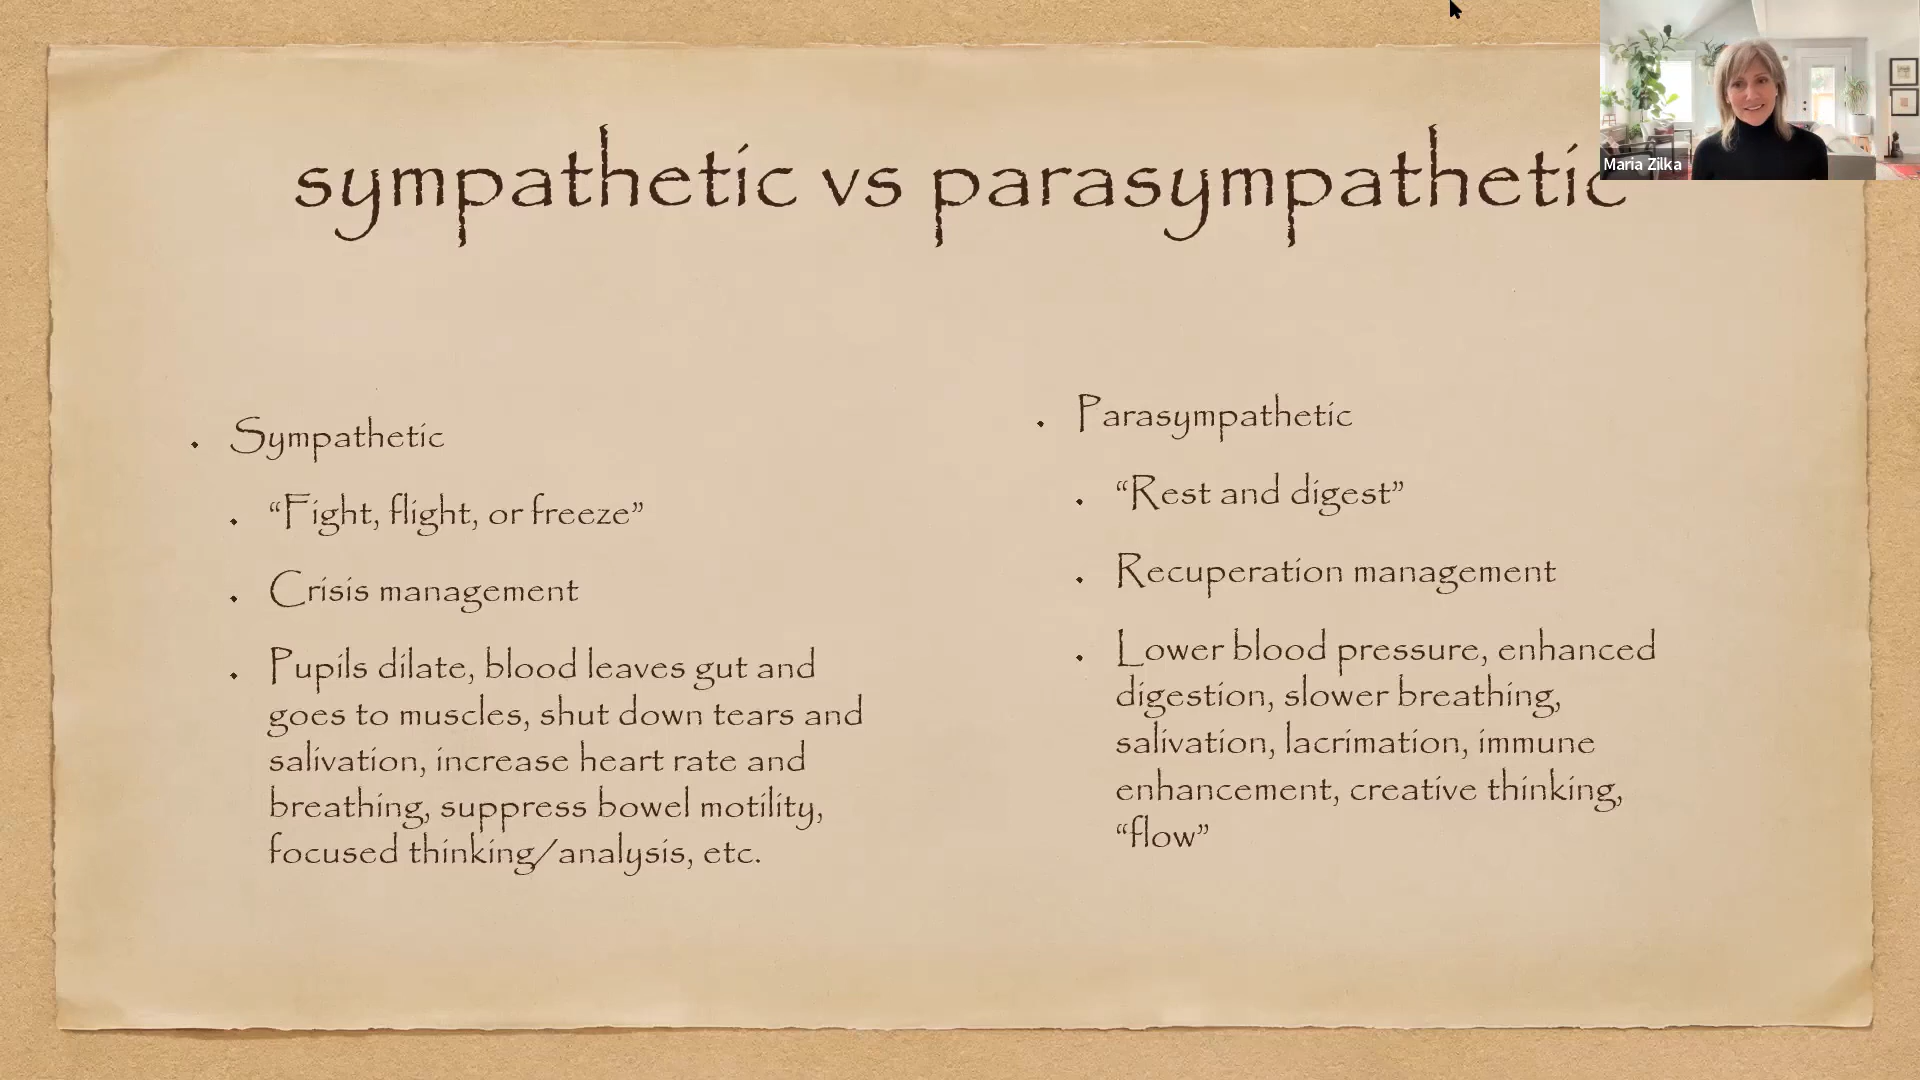 sympathetic vs parasympathetic
Maria Zilka
• Sympathetic
• “Fight, flight, or freeze”
• Crisis management
• Pupils dilate, blood leaves gut and
goes to muscles, shut down tears and
salivation, increase heart rate and
breathing, suppress bowel motility,
focused thinking/analysis, etc.
• Parasympathetic
• “Rest and digest”
• Recuperation management
• Lower blood pressure, enhanced
digestion, slower breathing,
salivation, lacrimation, immune
enhancement, creative thinking,
“flow”